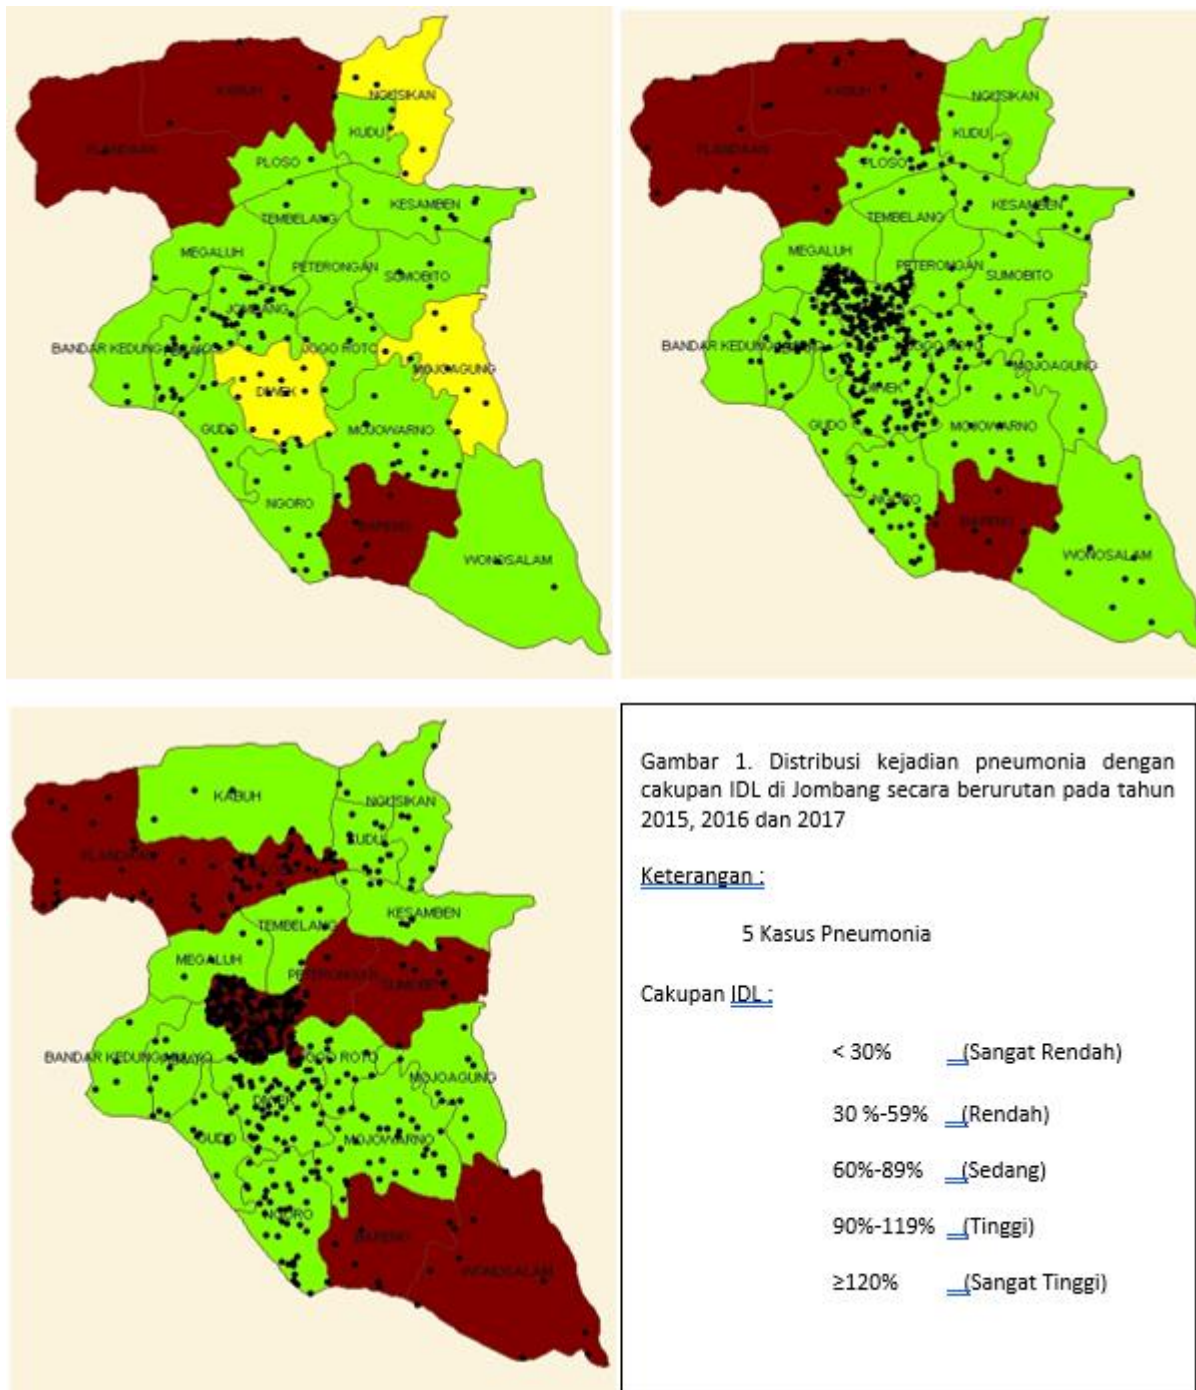 KABUH
NGUSIKAN
PLANDAAN
KUDU
PLOSO
KESAMBEN
TEMBELANG
MEGALUH
PETERONGAN
SUMOBITO
JOMBANG
BANDAR KEDUNG
JOGO ROTO
MOJOAGUNG
DIWEK
GUDO
MOJOWARNO
NGORO
BARENG
WONOSALAM
KABUH
NGUSIKAN
KUDU
PLANDAAN
PLOSO
KESAMBEN
TEMBELANG
MEGALUH
PETERONGAN
SUMOBITO
BANDAR KEDUNG
JOGO ROTO
MOJOAGUNG
DIWEK
GUDO
MOJOWARNO
NGORO
BARENG
WONOSALAM
KABUH
NGUSIKAN
KUDU
PLANDAAN
KESAMBEN
TEMBELANG
MEGALUH
PETERONGAN
SUMOBITO
BANDAR KEDUNG
JOGO ROTO
MOJOAGUNG
DIWEK
GUDO
MOJOWARNO
NGORO
BARENG
WONOSALAM
Gambar 1. Distribusi kejadian pneumonia dengan
cakupan IDL di Jombang secara berurutan pada tahun
2015, 2016 dan 2017
Keterangan :
5 Kasus Pneumonia
Cakupan IDL :
< 30% (Sangat Rendah)
30 %-59% (Rendah)
60%-89% (Sedang)
90%-119% (Tinggi)
≥120% (Sangat Tinggi)